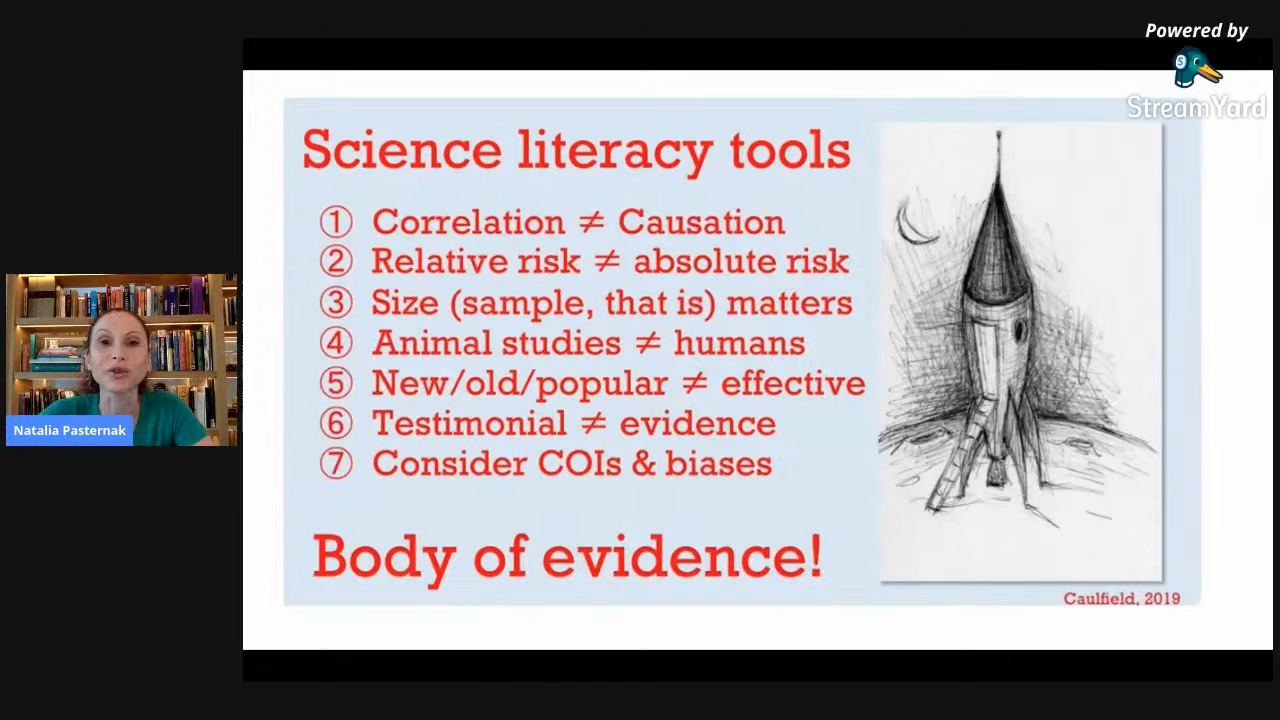 Powered by
StreamYard
Science literacy tools
① Correlation ≠ Causation
② Relative risk ≠ absolute risk
③ Size (sample, that is) matters
④ Animal studies ≠ humans
⑤ New/old/popular ≠ effective
⑥ Testimonial ≠ evidence
⑦ Consider COIs & biases
Body of evidence!
Caulfield, 2019
Natalia Pasternak